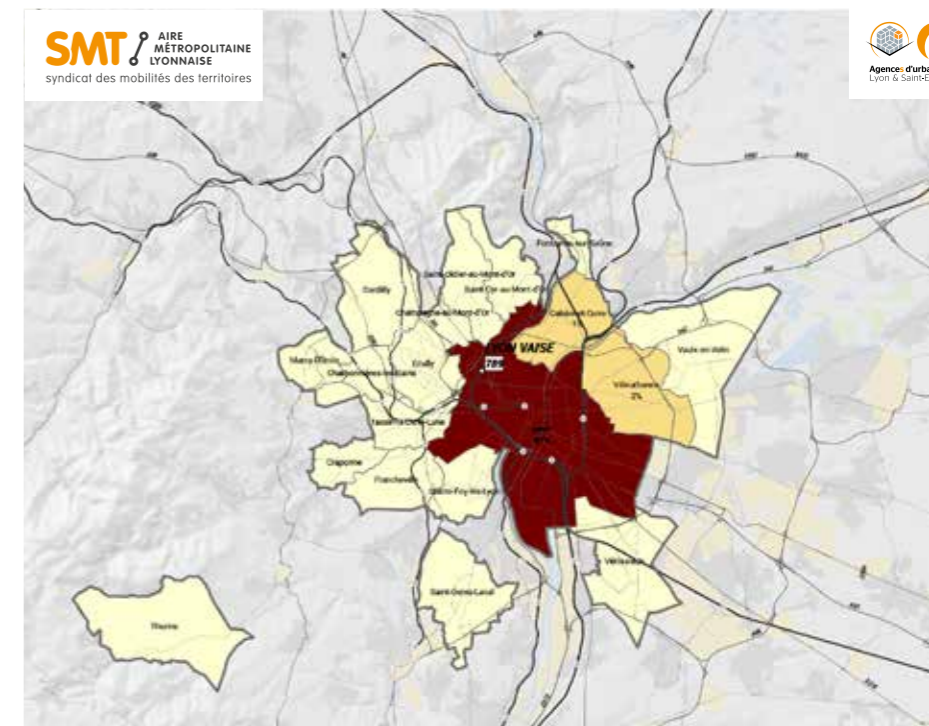 SMT AIRE
MÉTROPOLITAINE
LYONNAISE
syndicat des mobilités des territoires
Agences d'urba
Lyon & Saint-E
Fontaines-sur-Saône
Saint-Didier-au-Mont-d'Or
Dardilly
Saint-Cyr-au-Mont-d'Or
Champagne-au-Mont-d'Or
Caluire-et-Cuire
1%
LYON VAISE
Vaulx-en-Velin
Marcy-l'Étoile
Écully
789
Charbonnières-les-Bains
Villeurbanne
2%
Tassin-la-Demi-Lune
Craponne
Francheville
Sainte-Foy-lès-Lyon
Vénissieux
Saint-Genis-Laval
Thurins